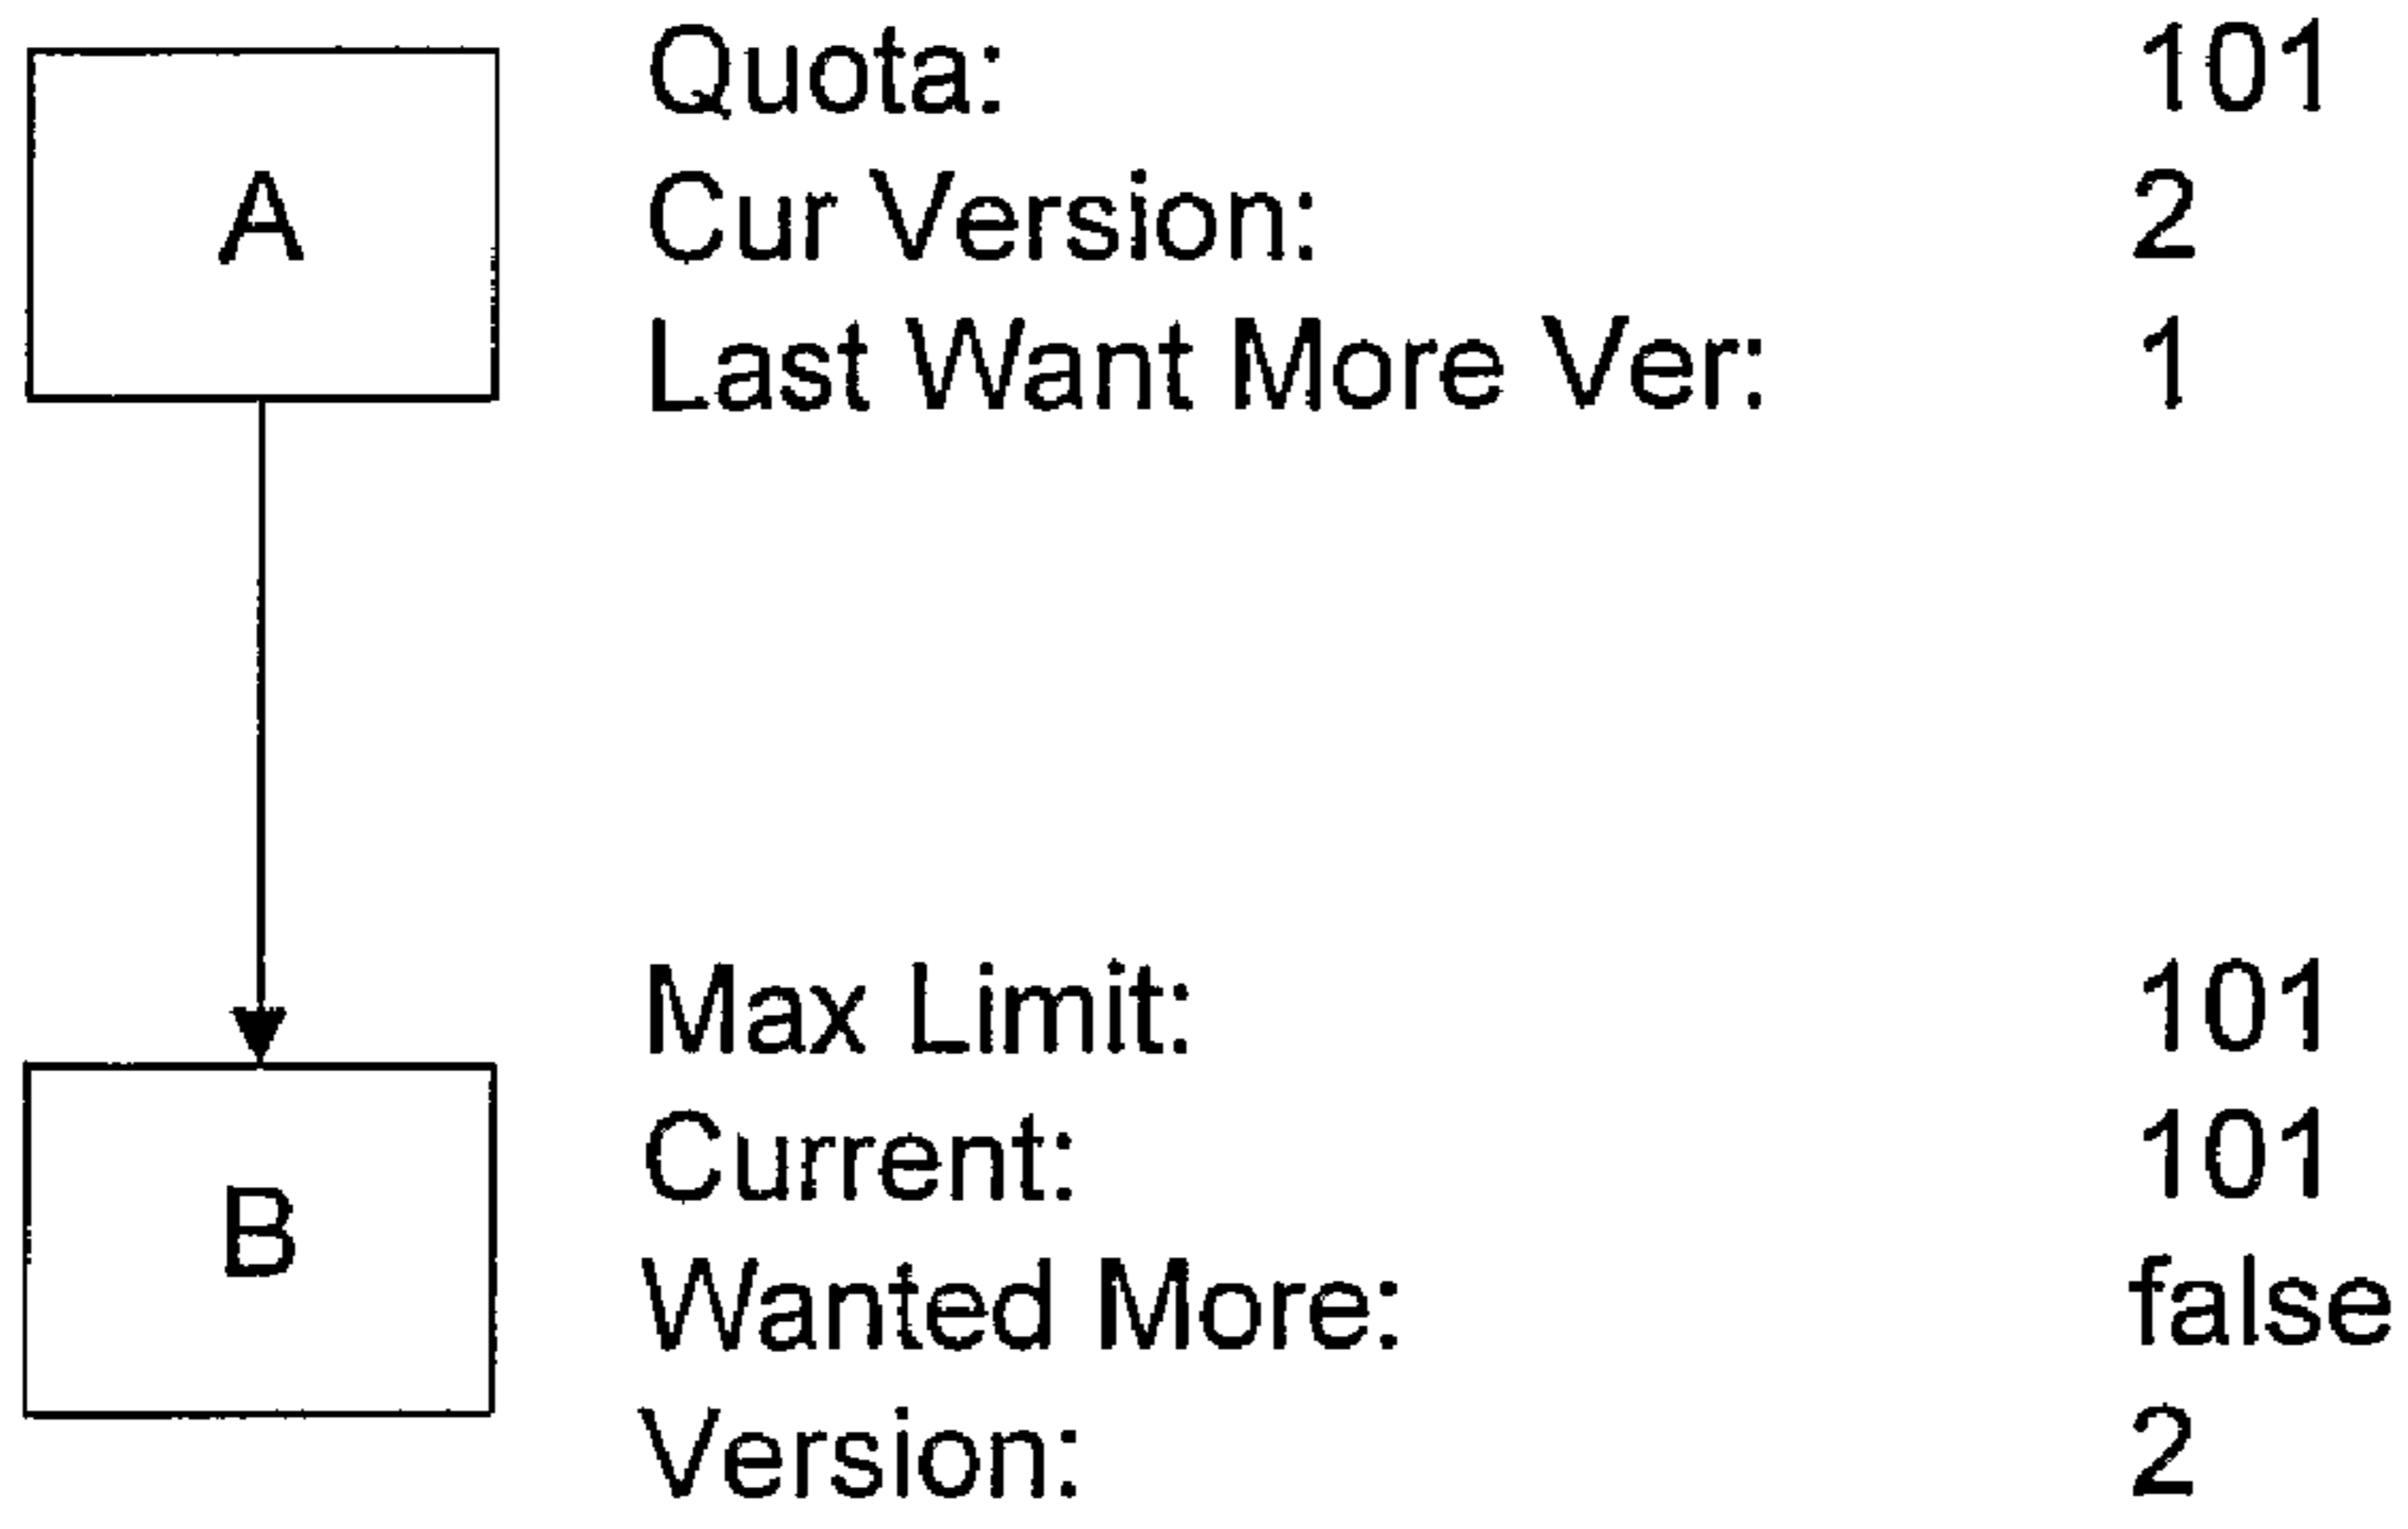 A
Quota: 101
Cur Version: 2
Last Want More Ver: 1
B
Max Limit: 101
Current: 101
Wanted More: false
Version: 2